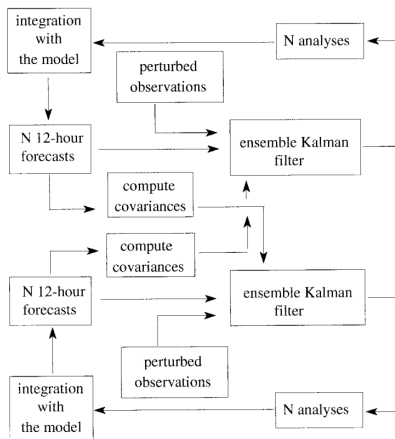 integration
with
the model
N analyses
perturbed
observations
N 12-hour
forecasts
ensemble Kalman
filter
compute
covariances
compute
covariances
N 12-hour
forecasts
ensemble Kalman
filter
perturbed
observations
integration
with
the model
N analyses